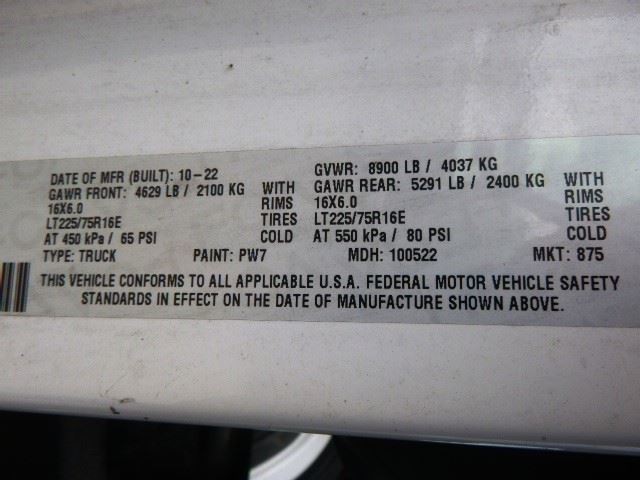 DATE OF MFR (BUILT): 10-22 GVWR: 8900 LB / 4037 KG
GAWR FRONT: 4629 LB / 2100 KG WITH GAWR REAR: 5291 LB / 2400 KG WITH
16X6.0 RIMS 16X6.0 RIMS
LT225/75R16E TIRES LT225/75R16E TIRES
AT 450 kPa / 65 PSI COLD AT 550 kPa / 80 PSI COLD
TYPE: TRUCK PAINT: PW7 MDH: 100522 MKT: 875
THIS VEHICLE CONFORMS TO ALL APPLICABLE U.S.A. FEDERAL MOTOR VEHICLE SAFETY
STANDARDS IN EFFECT ON THE DATE OF MANUFACTURE SHOWN ABOVE.